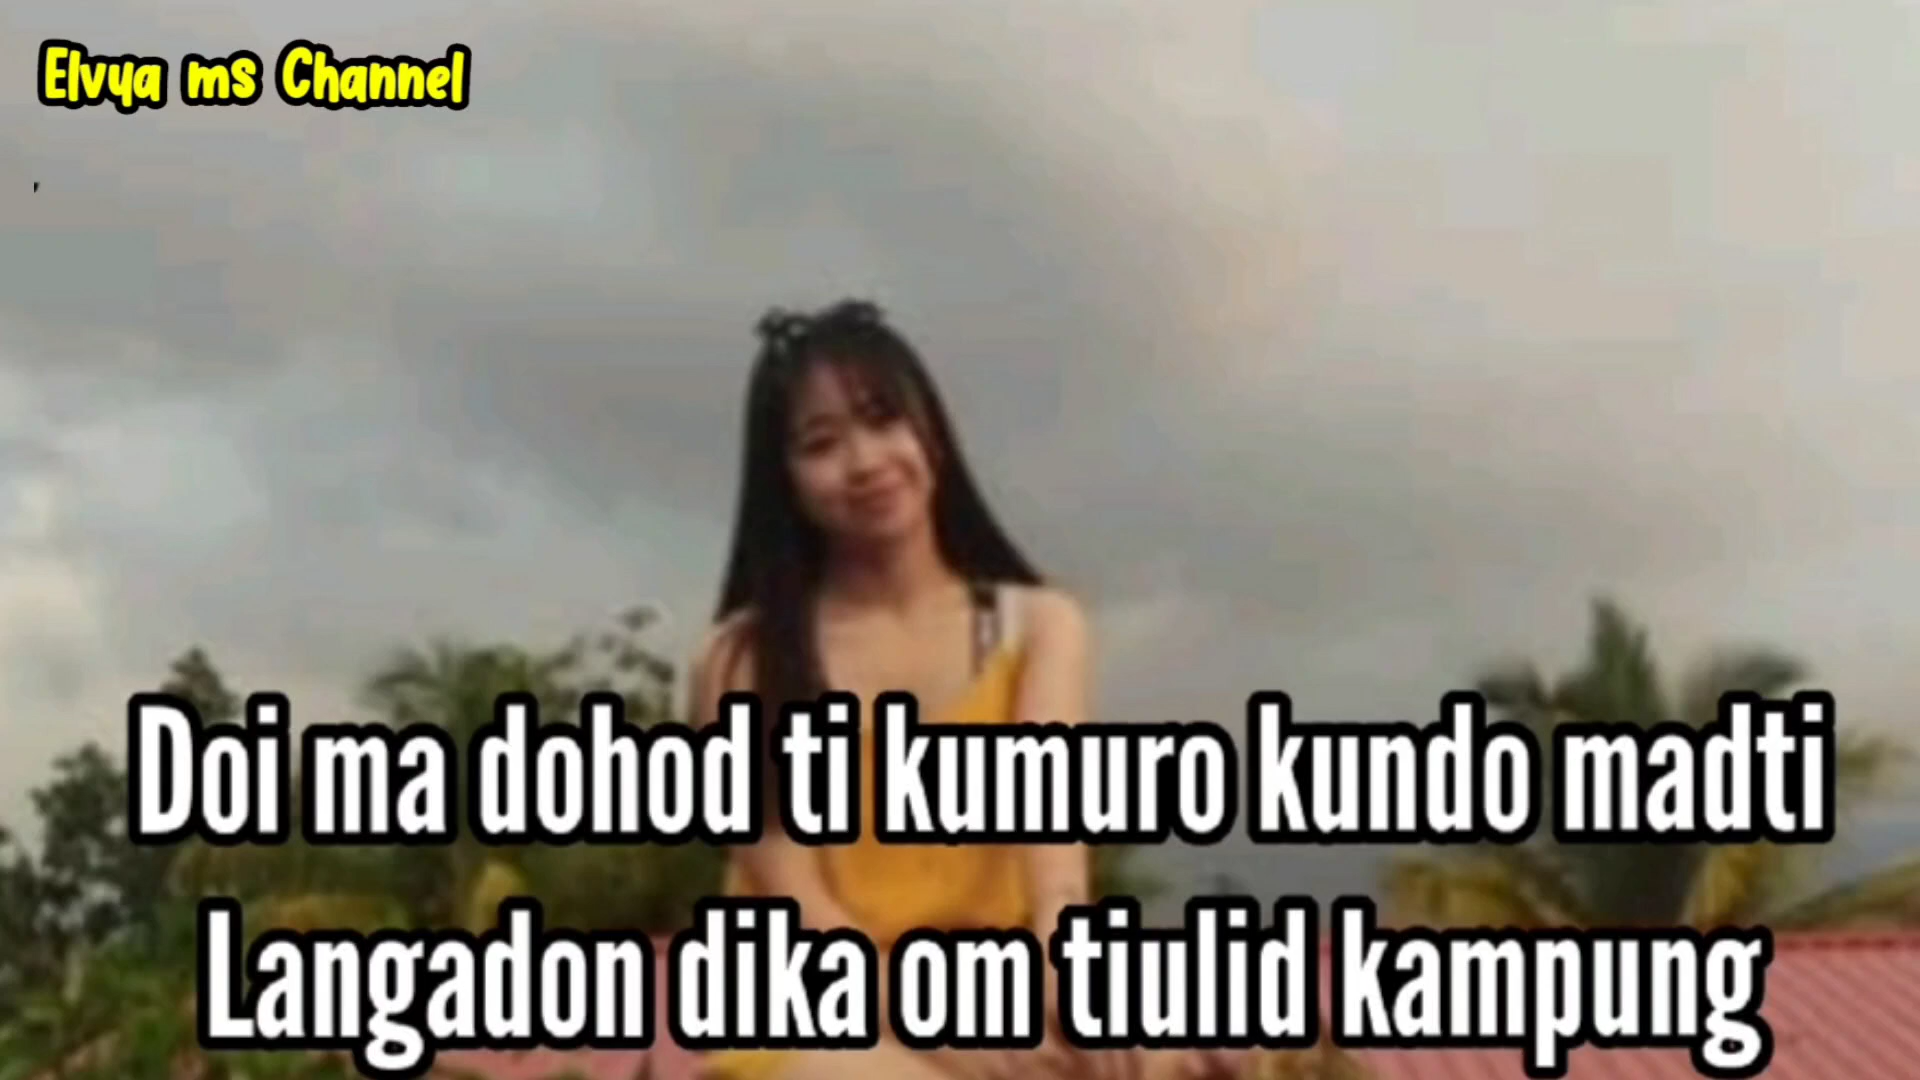 Elvya ms Channel
Doi ma dohod ti kumuro kundo madti
Langadon dika om tiulid kampung